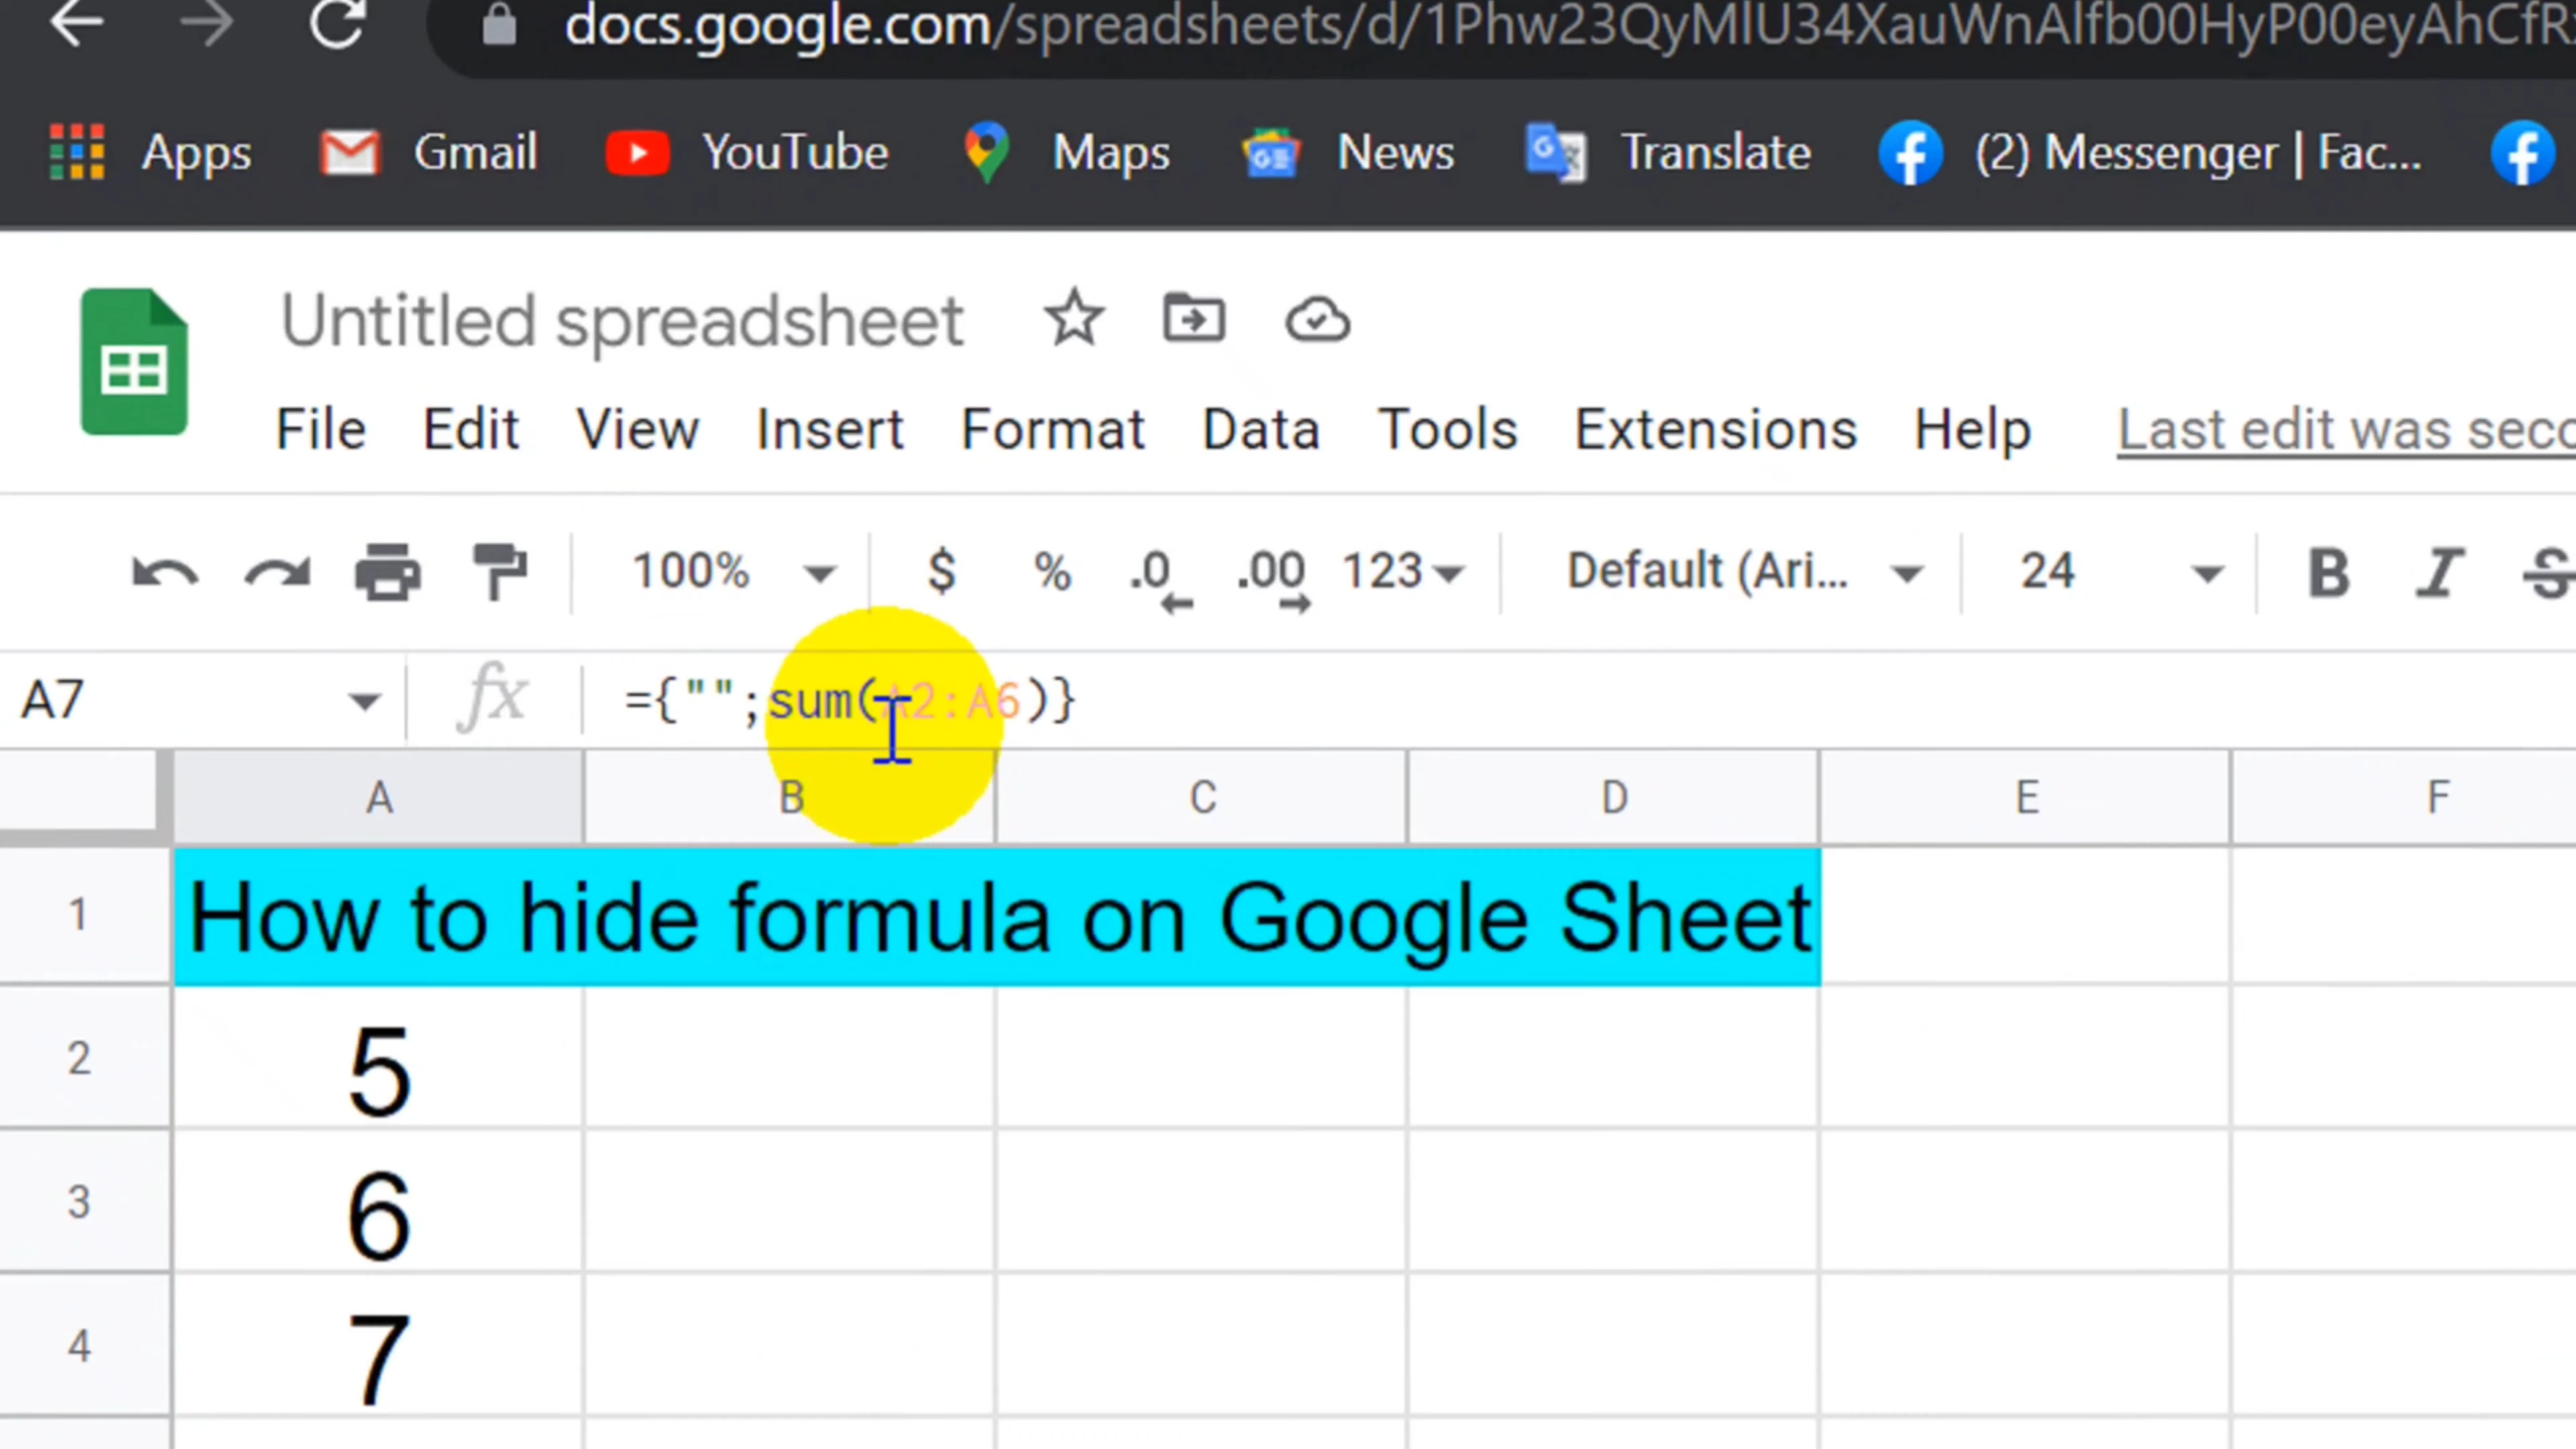 docs.google.com/spreadsheets/d/1Phw23QyMlU34XauWnAlfb00HyP00eyAhCfR
Apps Gmail YouTube Maps News Translate (2) Messenger | Fac...
Untitled spreadsheet
File Edit View Insert Format Data Tools Extensions Help Last edit was seco
100% $ % .0 .00 123 Default (Ari... 24 B I S
A7 fx ={"";sum(A2:A6)}
A B C D E F
1 How to hide formula on Google Sheet
2 5
3 6
4 7